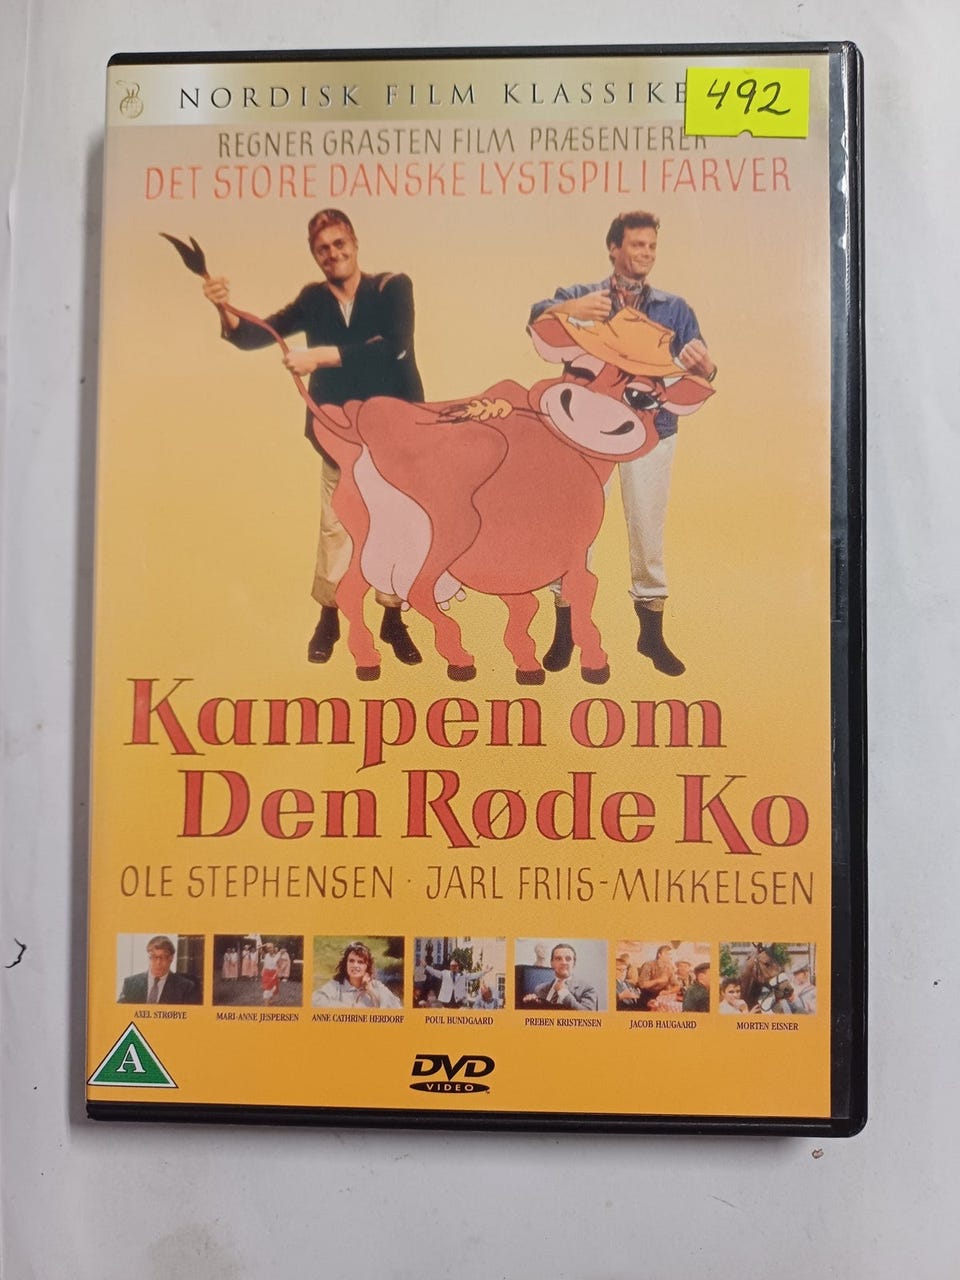 NORDISK FILM KLASSIKE
492
REGNER GRASTEN FILM PRÆSENTERER
DET STORE DANSKE LYSTSPIL I FARVER
Kampen om
Den Røde Ko
OLE STEPHENSEN · JARL FRIIS-MIKKELSEN
AXEL STRØBYE MARI-ANNE JESPERSEN ANNE CATHRINE HERDORF POUL BUNDGAARD PREBEN KRISTENSEN JACOB HAUGAARD MORTEN EISNER
A
DVD
VIDEO